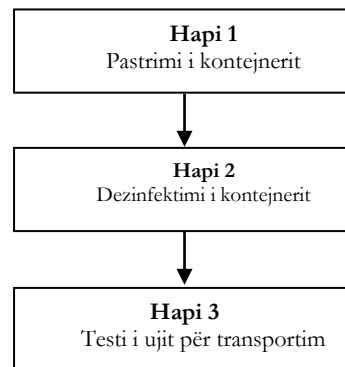 Hapi 1
Pastrimi i kontejnerit
Hapi 2
Dezinfektimi i kontejnerit
Hapi 3
Testi i ujit për transportim